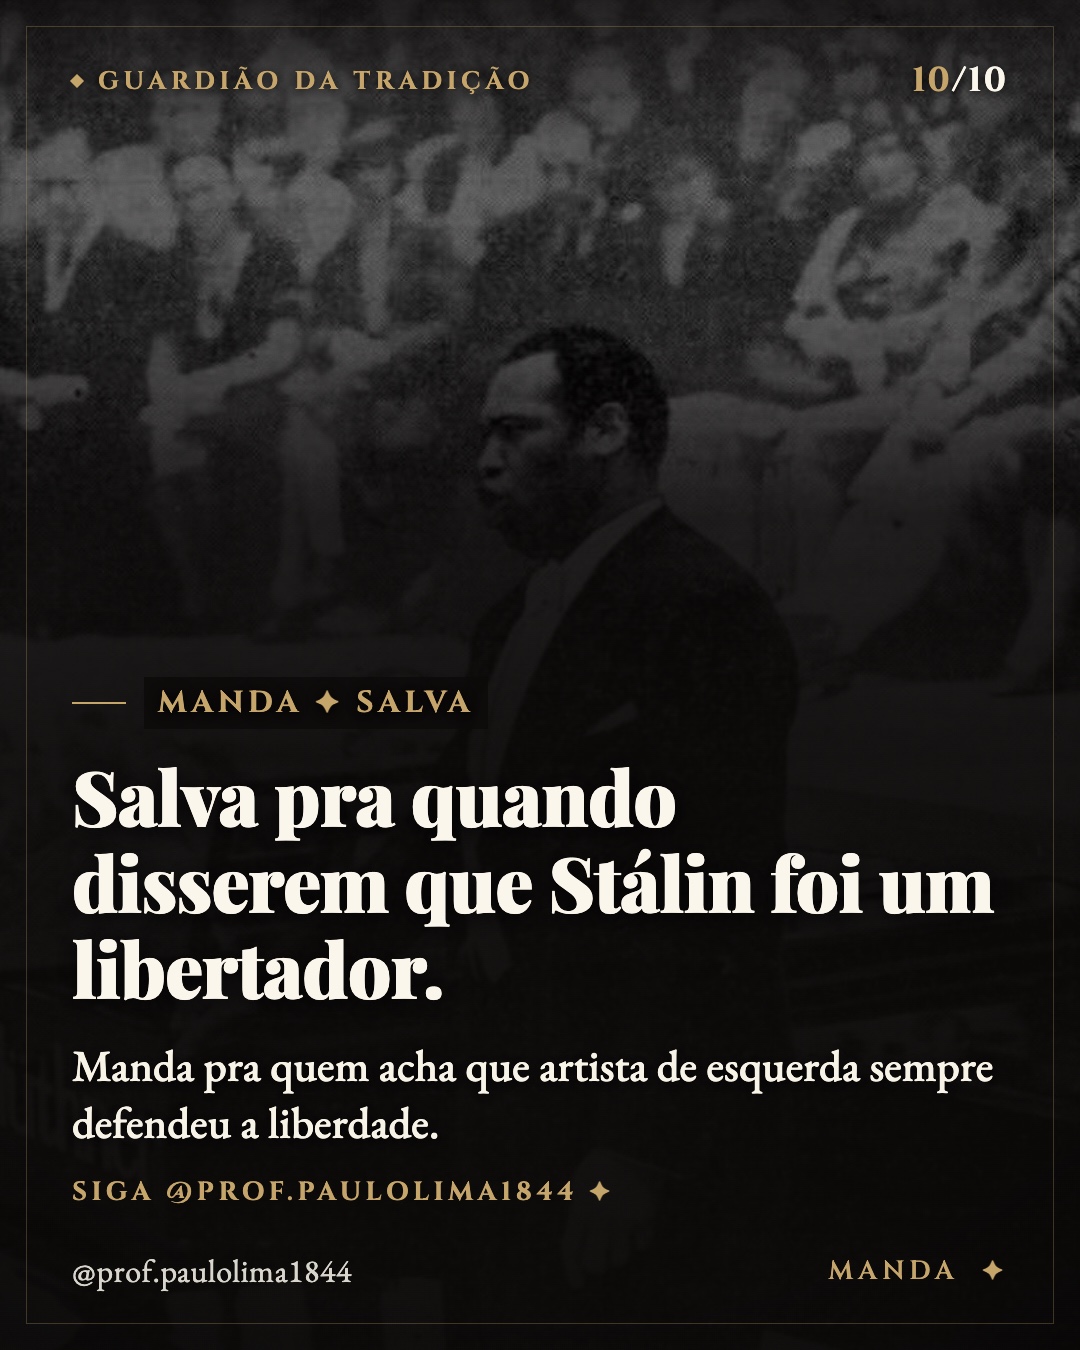 ◆ GUARDIÃO DA TRADIÇÃO
10/10
MANDA ✦ SALVA
Salva pra quando
disserem que Stálin foi um
libertador.
Manda pra quem acha que artista de esquerda sempre
defendeu a liberdade.
SIGA @PROF.PAULOLIMA1844 ✦
@prof.paulolima1844
MANDA ✦